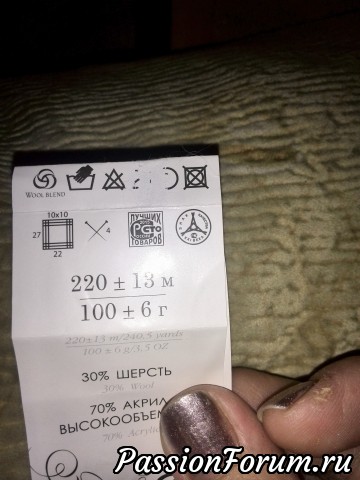 WOOL BLEND
10x10
27
22
4
ЛУЧШИХ
ТОВАРОВ
220 ± 13 м
100 ± 6 г
220± 13 m/240,5 yards
100 ± 6 g/3.5 OZ
30% ШЕРСТЬ
30% Wool
70% АКРИЛ
ВЫСОКООБЪЕМ
70% Acrylic
PassionForum.ru